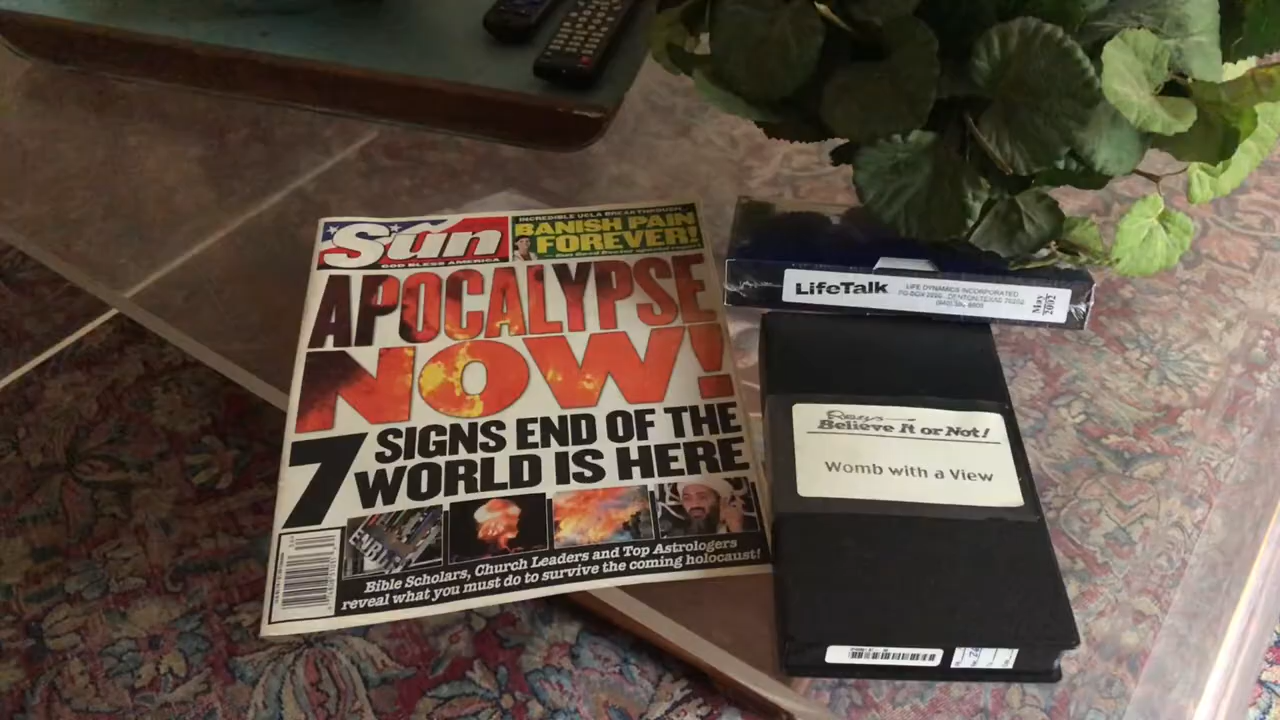 Sun
GOD BLESS AMERICA
INCREDIBLE UCLA BREAKTHROUGH
BANISH PAIN
FOREVER!
APOCALYPSE
NOW!
7 SIGNS END OF THE
WORLD IS HERE
Bible Scholars, Church Leaders and Top Astrologers
reveal what you must do to survive the coming holocaust!
LifeTalk
LIFE DYNAMICS INCORPORATED
DENTON, TEXAS
May
2002
Believe It or Not!
Womb with a View